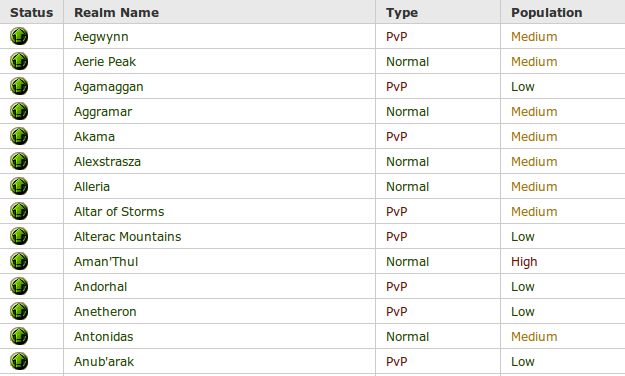 Status Realm Name Type Population
Aegwynn PvP Medium
Aerie Peak Normal Medium
Agamaggan PvP Low
Aggramar Normal Medium
Akama PvP Medium
Alexstrasza Normal Medium
Alleria Normal Medium
Altar of Storms PvP Medium
Alterac Mountains PvP Low
Aman'Thul Normal High
Andorhal PvP Low
Anetheron PvP Low
Antonidas Normal Medium
Anub'arak PvP Low